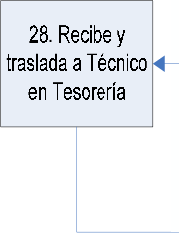 28. Recibe y
traslada a Técnico
en Tesorería